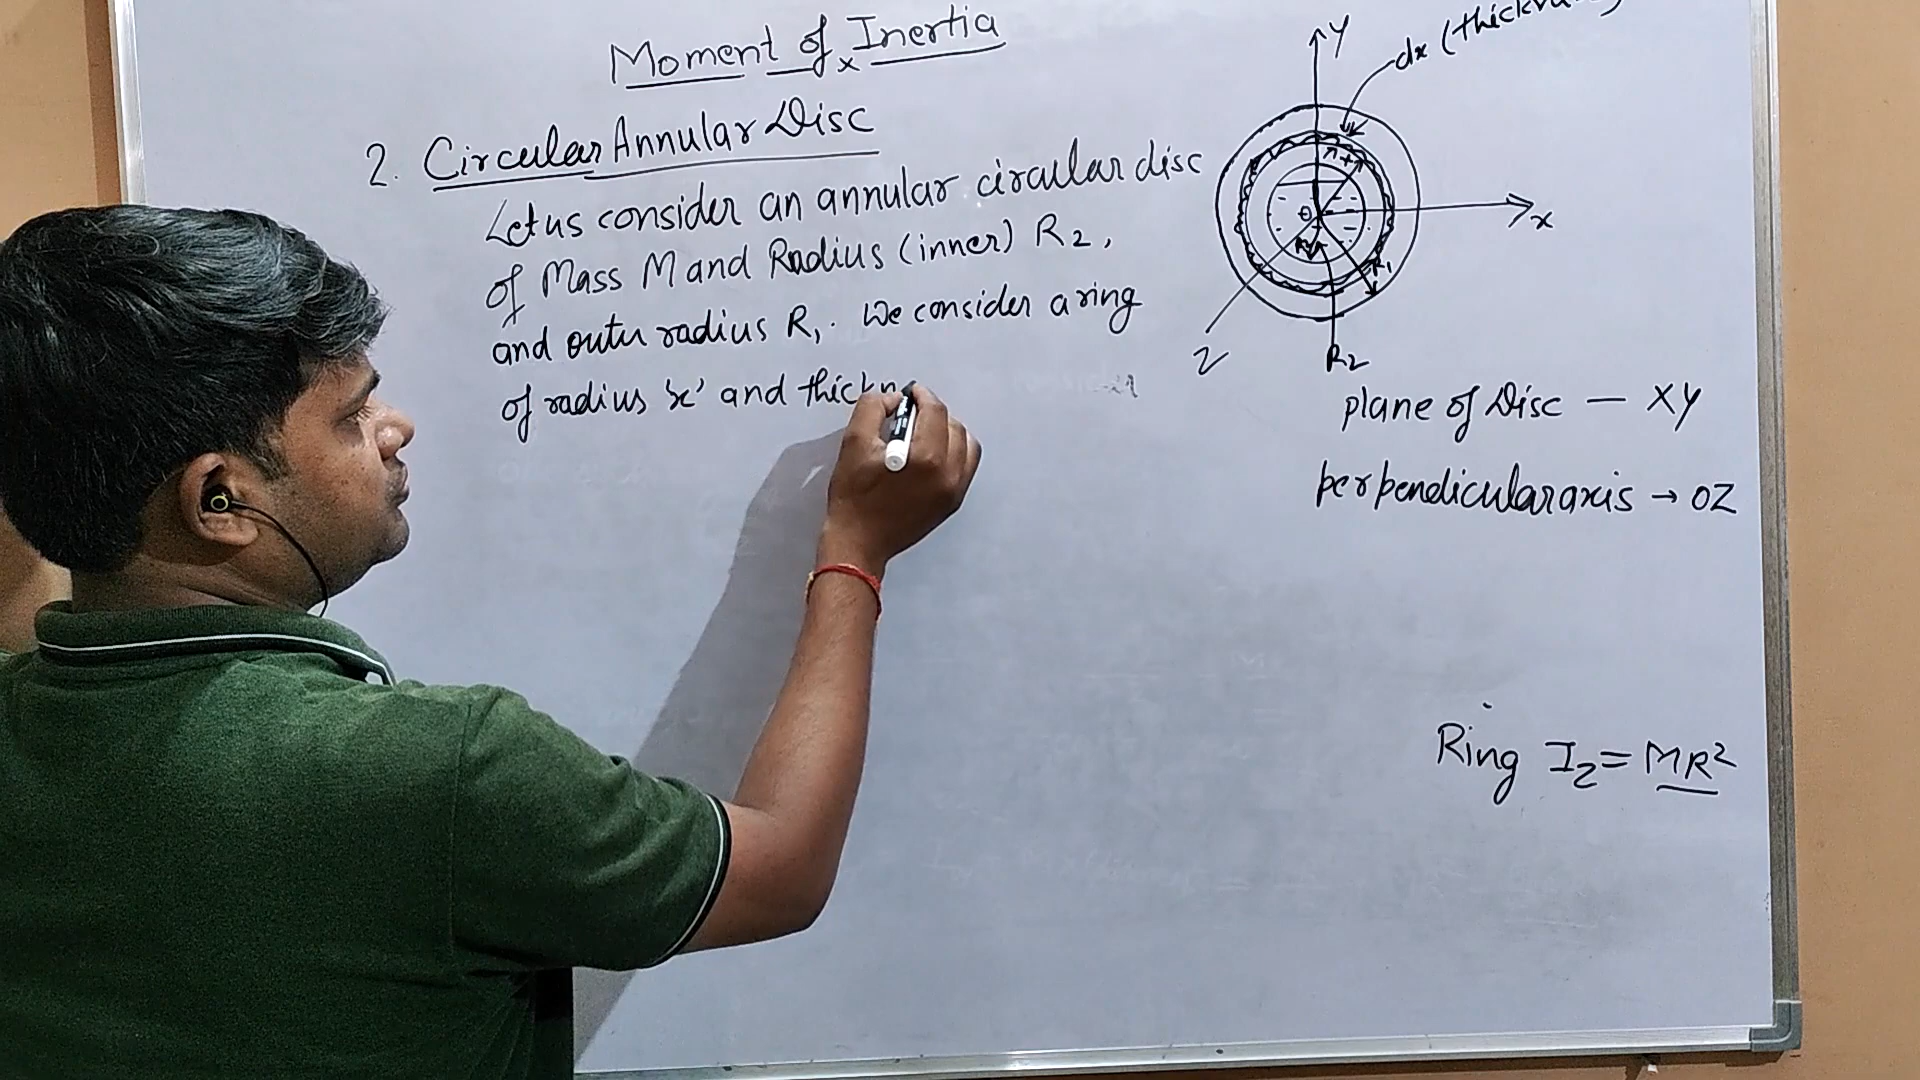 Moment of Inertia
x
2. Circular Annular Disc
Let us consider an annular circular disc
of Mass M and Radius (inner) R2,
and outer radius R1. We consider a ring
of radius 'x' and thickn
Y
dx (thickn
x
O
R1
Z
R2
plane of Disc — XY
perpendicular axis → OZ
Ring IZ = MR²